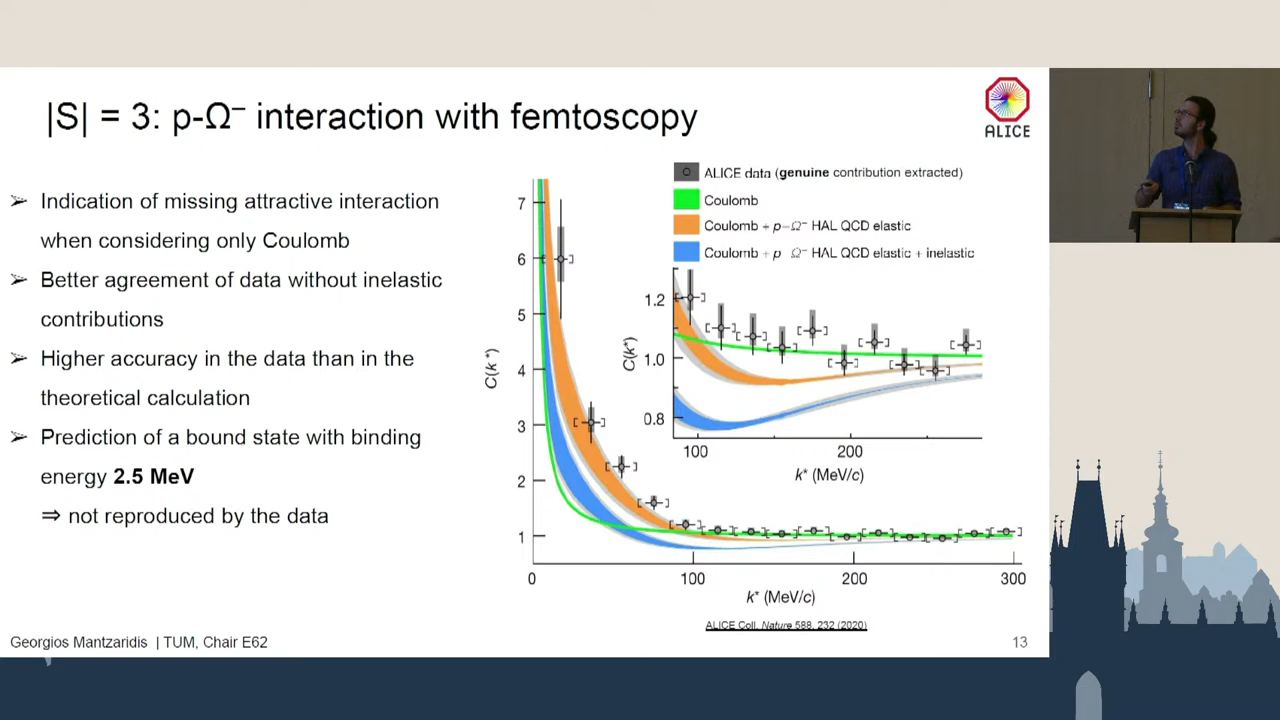 |S| = 3: p-Ω⁻ interaction with femtoscopy
ALICE
➢ Indication of missing attractive interaction
when considering only Coulomb
➢ Better agreement of data without inelastic
contributions
➢ Higher accuracy in the data than in the
theoretical calculation
➢ Prediction of a bound state with binding
energy 2.5 MeV
⇒ not reproduced by the data
ALICE data (genuine contribution extracted)
Coulomb
Coulomb + p–Ω⁻ HAL QCD elastic
Coulomb + p Ω⁻ HAL QCD elastic + inelastic
C(k*)
7
6
5
4
3
2
1
0
100
200
300
k* (MeV/c)
C(k*)
1.2
1.0
0.8
100
200
k* (MeV/c)
ALICE Coll. Nature 588, 232 (2020)
Georgios Mantzaridis | TUM, Chair E62
13